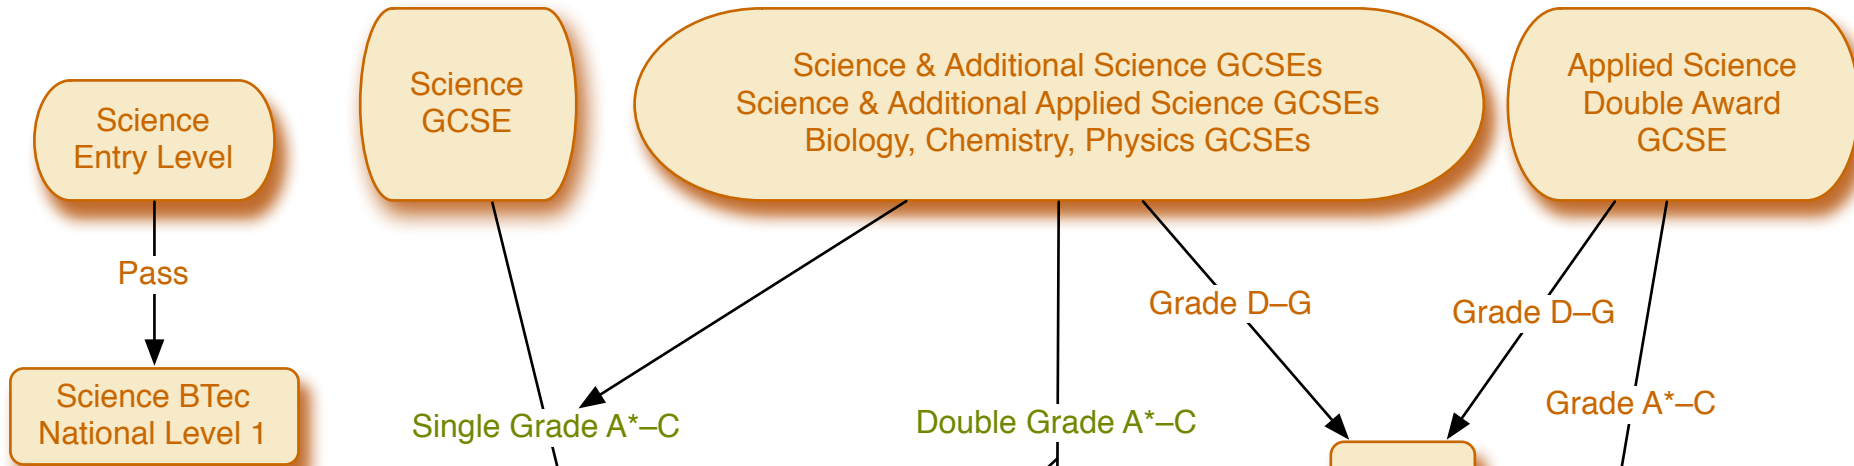 Science
Entry Level
Science
GCSE
Science & Additional Science GCSEs
Science & Additional Applied Science GCSEs
Biology, Chemistry, Physics GCSEs
Applied Science
Double Award
GCSE
Pass
Grade D–G
Grade D–G
Science BTec
National Level 1
Single Grade A*–C
Double Grade A*–C
Grade A*–C